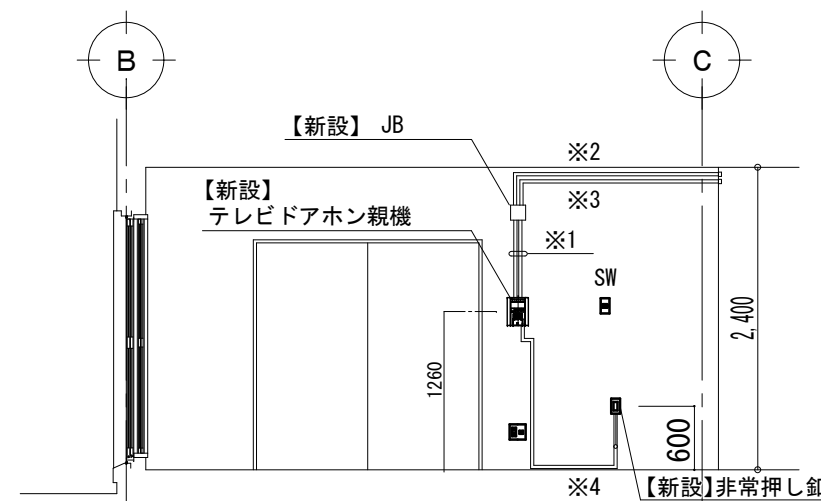 B
C
【新設】 JB
※2
【新設】
テレビドアホン親機
※3
※1
SW
2,400
1260
600
※4
【新設】非常押し釦